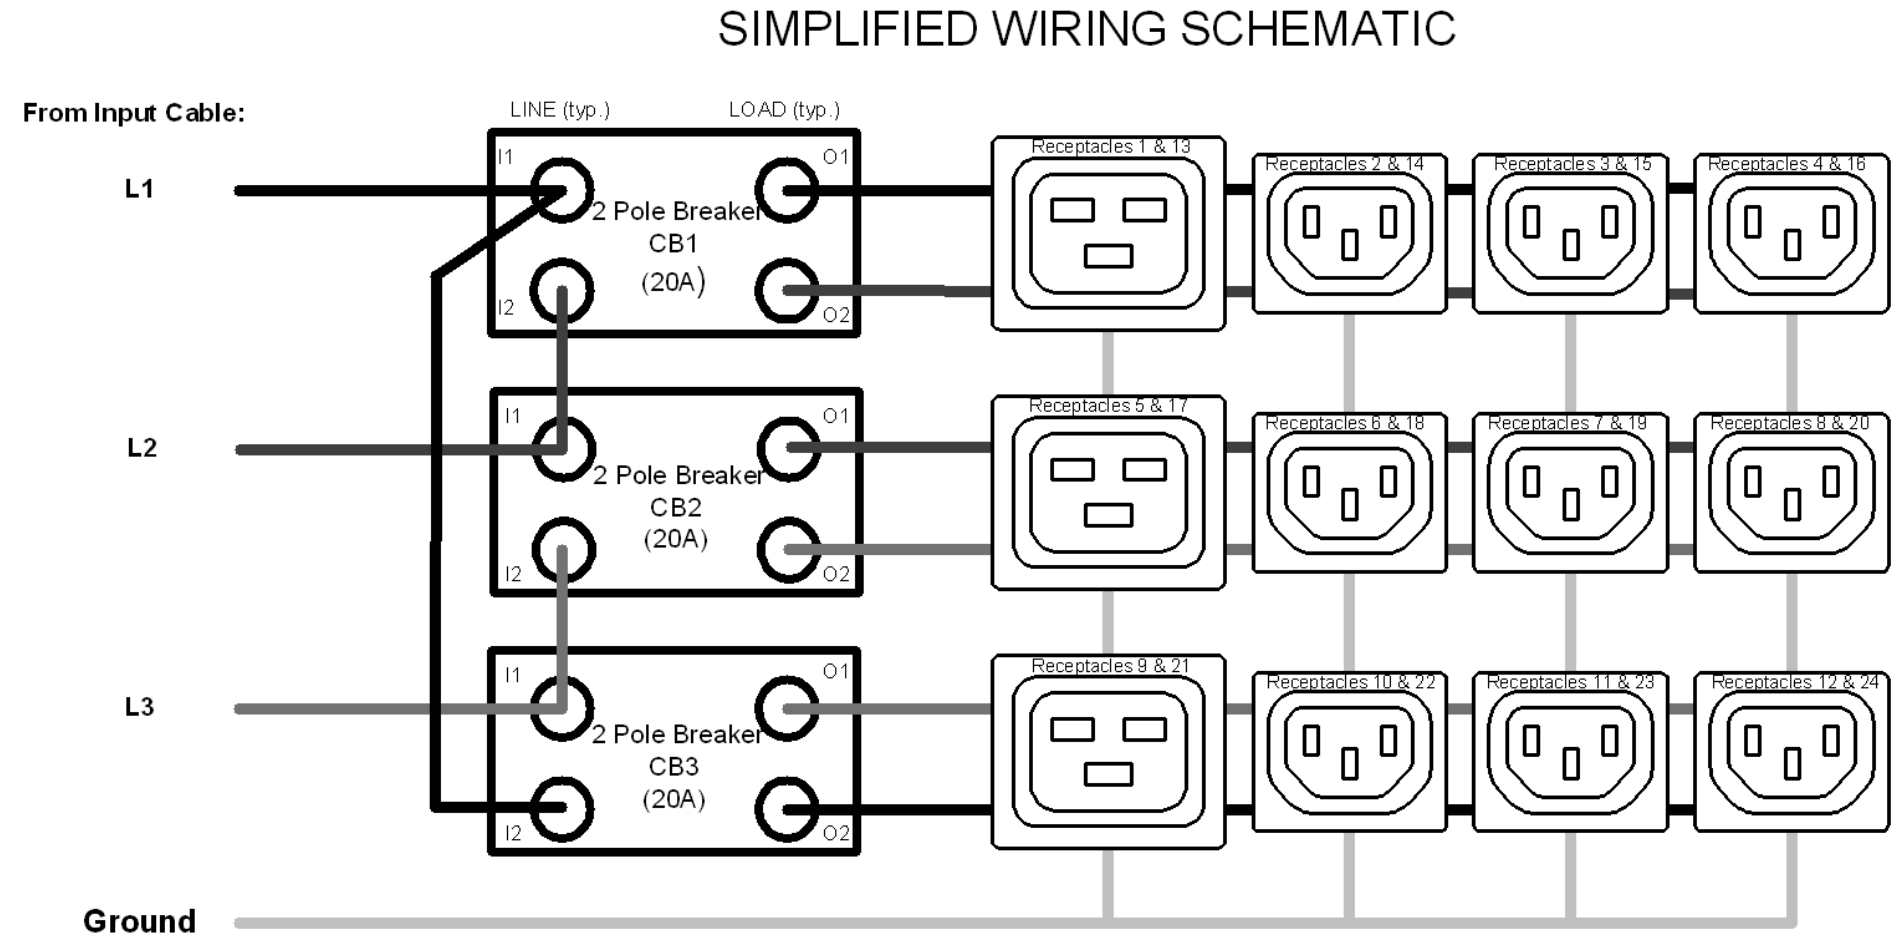 SIMPLIFIED WIRING SCHEMATIC
From Input Cable:
LINE (typ.)
LOAD (typ.)
L1
I1
O1
2 Pole Breaker
CB1
(20A)
I2
O2
Receptacles 1 & 13
Receptacles 2 & 14
Receptacles 3 & 15
Receptacles 4 & 16
L2
I1
O1
2 Pole Breaker
CB2
(20A)
I2
O2
Receptacles 5 & 17
Receptacles 6 & 18
Receptacles 7 & 19
Receptacles 8 & 20
L3
I1
O1
2 Pole Breaker
CB3
(20A)
I2
O2
Receptacles 9 & 21
Receptacles 10 & 22
Receptacles 11 & 23
Receptacles 12 & 24
Ground